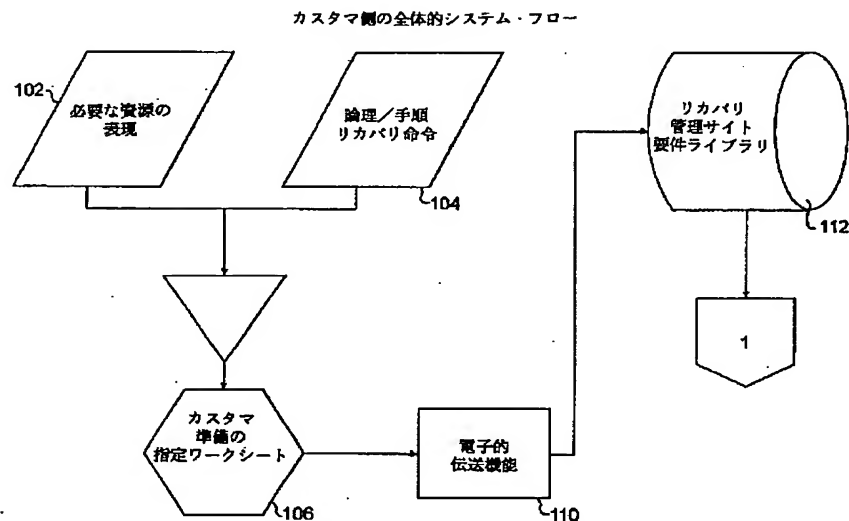 カスタマ側の全体的システム・フロー
102
必要な資源の
表現
論理／手順
リカバリ命令
104
リカバリ
管理サイト
要件ライブラリ
112
1
カスタマ
準備の
指定ワークシート
106
電子的
伝送機能
110